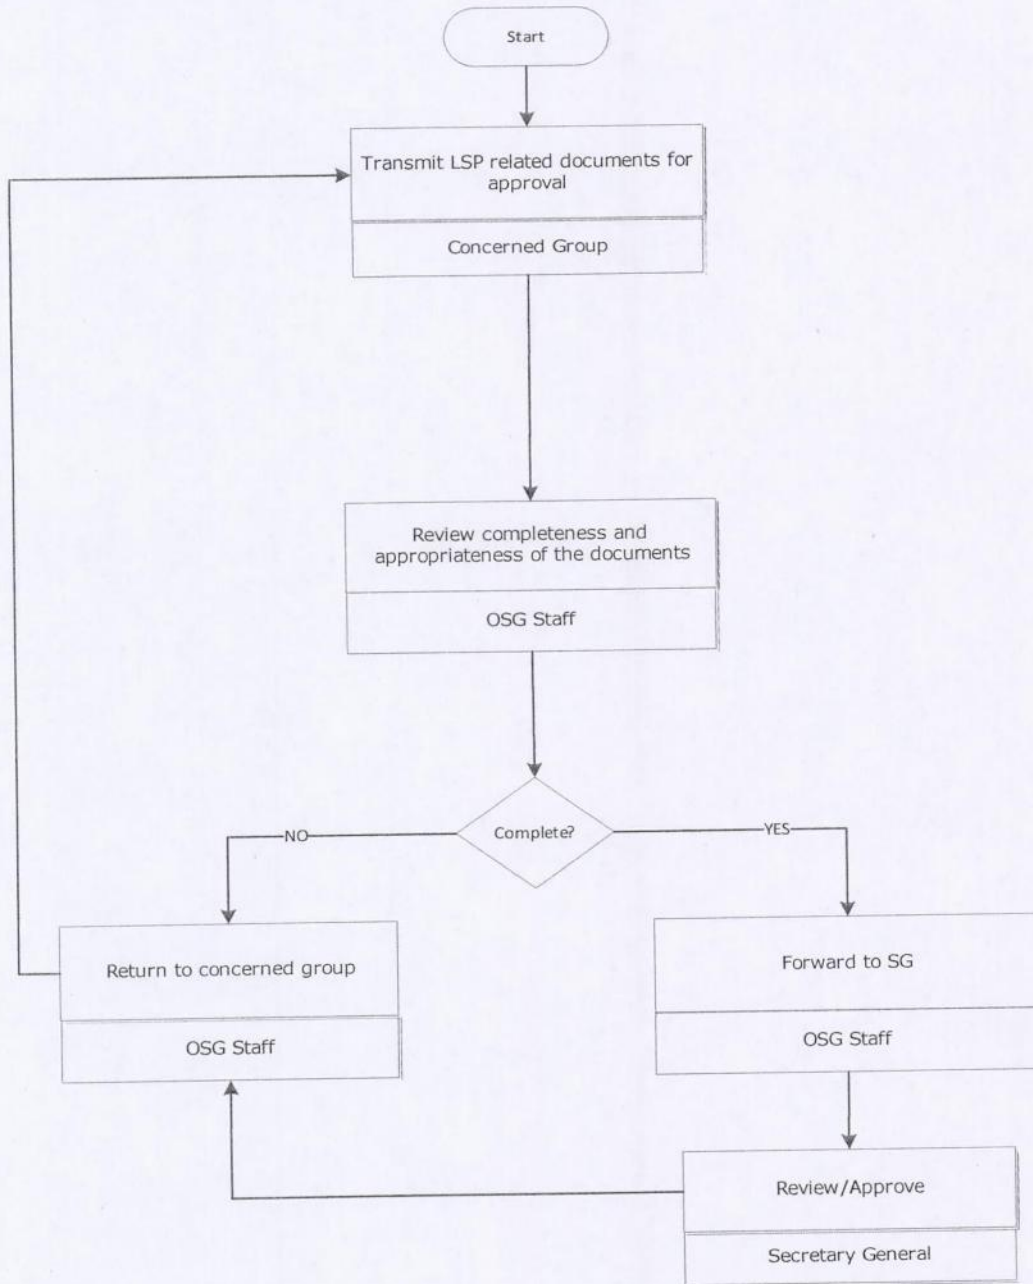 Start
Transmit LSP related documents for
approval
Concerned Group
Review completeness and
appropriateness of the documents
OSG Staff
Complete?
NO
YES
Return to concerned group
OSG Staff
Forward to SG
OSG Staff
Review/Approve
Secretary General